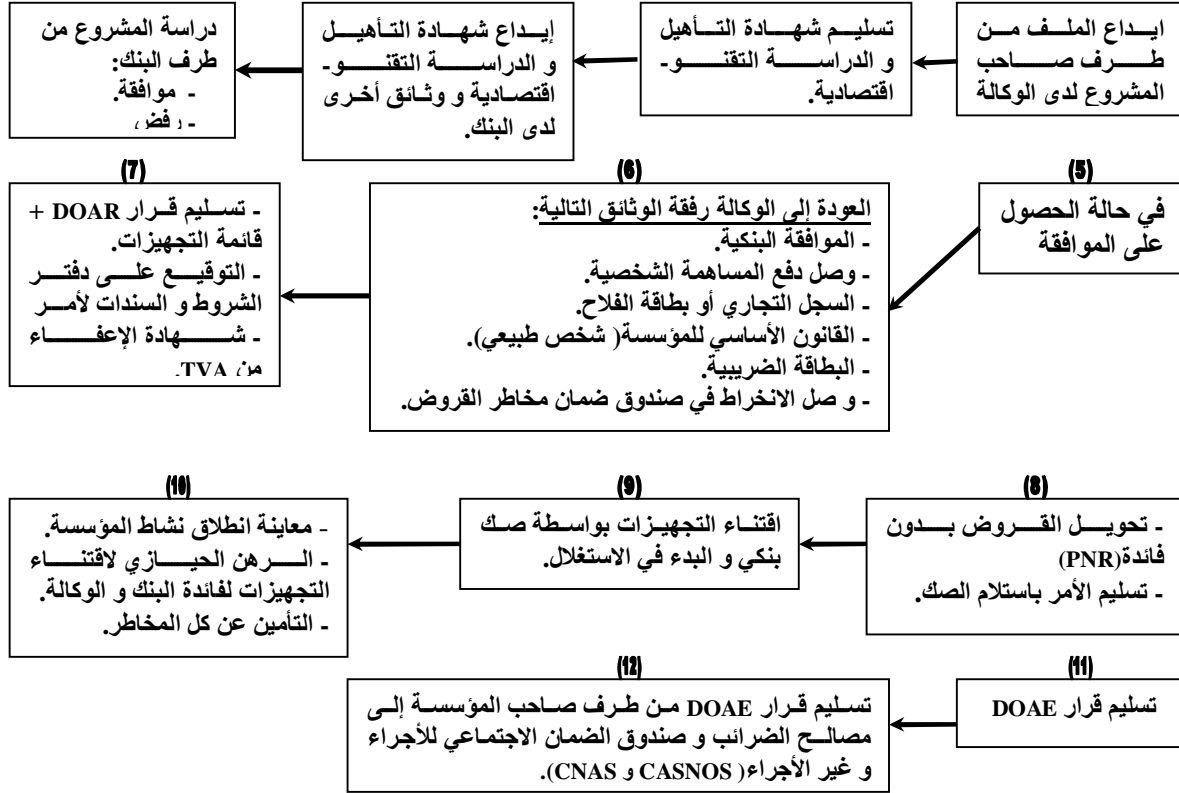 ايداع الملف من
طرف صاحب
المشروع لدى الوكالة
تسليم شهادة التأهيل
و الدراسة التقنو-
اقتصادية.
إيداع شهادة التأهيل
و الدراسة التقنو-
اقتصادية و وثائق أخرى
لدى البنك.
دراسة المشروع من
طرف البنك:
- موافقة.
- رفض
(5)
في حالة الحصول
على الموافقة
(6)
العودة إلى الوكالة رفقة الوثائق التالية:
- الموافقة البنكية.
- وصل دفع المساهمة الشخصية.
- السجل التجاري أو بطاقة الفلاح.
- القانون الأساسي للمؤسسة( شخص طبيعي).
- البطاقة الضريبية.
- و صل الانخراط في صندوق ضمان مخاطر القروض.
(7)
- تسليم قرار DOAR +
قائمة التجهيزات.
- التوقيع على دفتر
الشروط و السندات لأمر
- شهادة الإعفاء
من TVA.
(8)
- تحويل القروض بدون
فائدة(PNR)
- تسليم الأمر باستلام الصك.
(9)
اقتناء التجهيزات بواسطة صك
بنكي و البدء في الاستغلال.
(10)
- معاينة انطلاق نشاط المؤسسة.
- الرهن الحيازي لاقتناء
التجهيزات لفائدة البنك و الوكالة.
- التأمين عن كل المخاطر.
(11)
تسليم قرار DOAE
(12)
تسليم قرار DOAE من طرف صاحب المؤسسة إلى
مصالح الضرائب و صندوق الضمان الاجتماعي للأجراء
و غير الأجراء( CASNOS و CNAS).